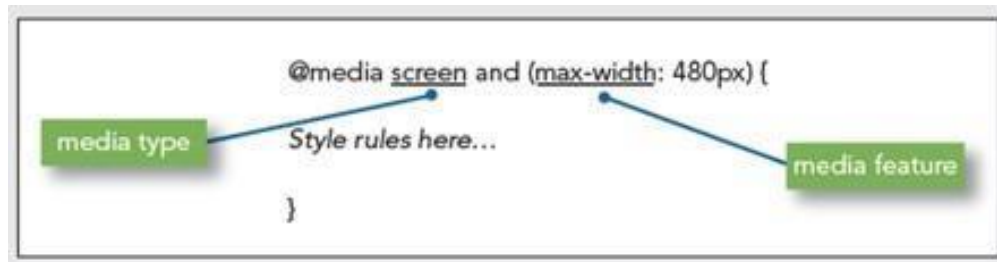 @media screen and (max-width: 480px) {
media type
Style rules here...
media feature
}